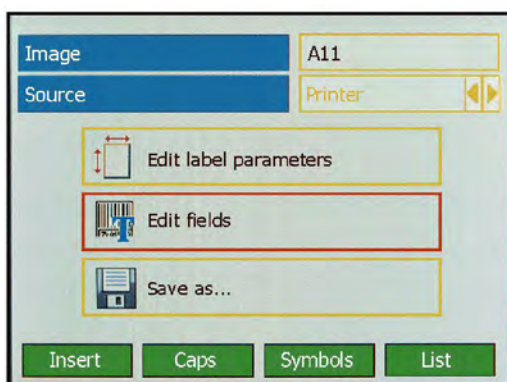 Image A11
Source Printer
Edit label parameters
Edit fields
Save as...
Insert Caps Symbols List